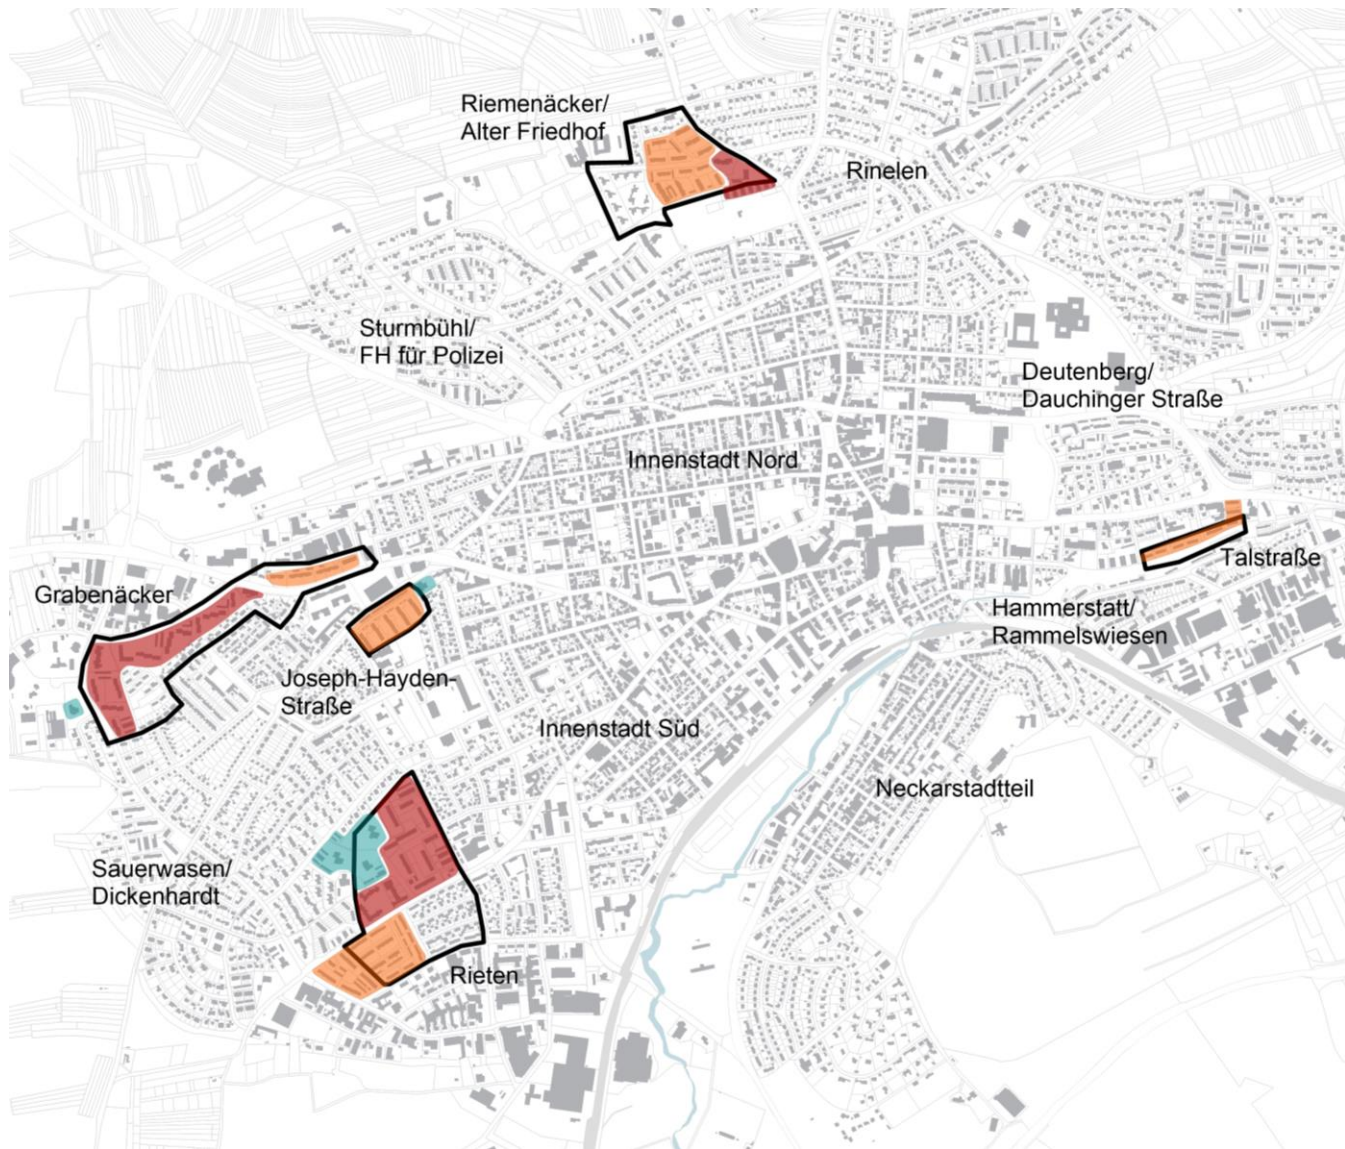 Riemenäcker/
Alter Friedhof
Rinelen
Sturmbühl/
FH für Polizei
Deutenberg/
Dauchinger Straße
Innenstadt Nord
Talstraße
Grabenäcker
Hammerstatt/
Rammelswiesen
Joseph-Hayden-
Straße
Innenstadt Süd
Neckarstadtteil
Sauerwasen/
Dickenhardt
Rieten